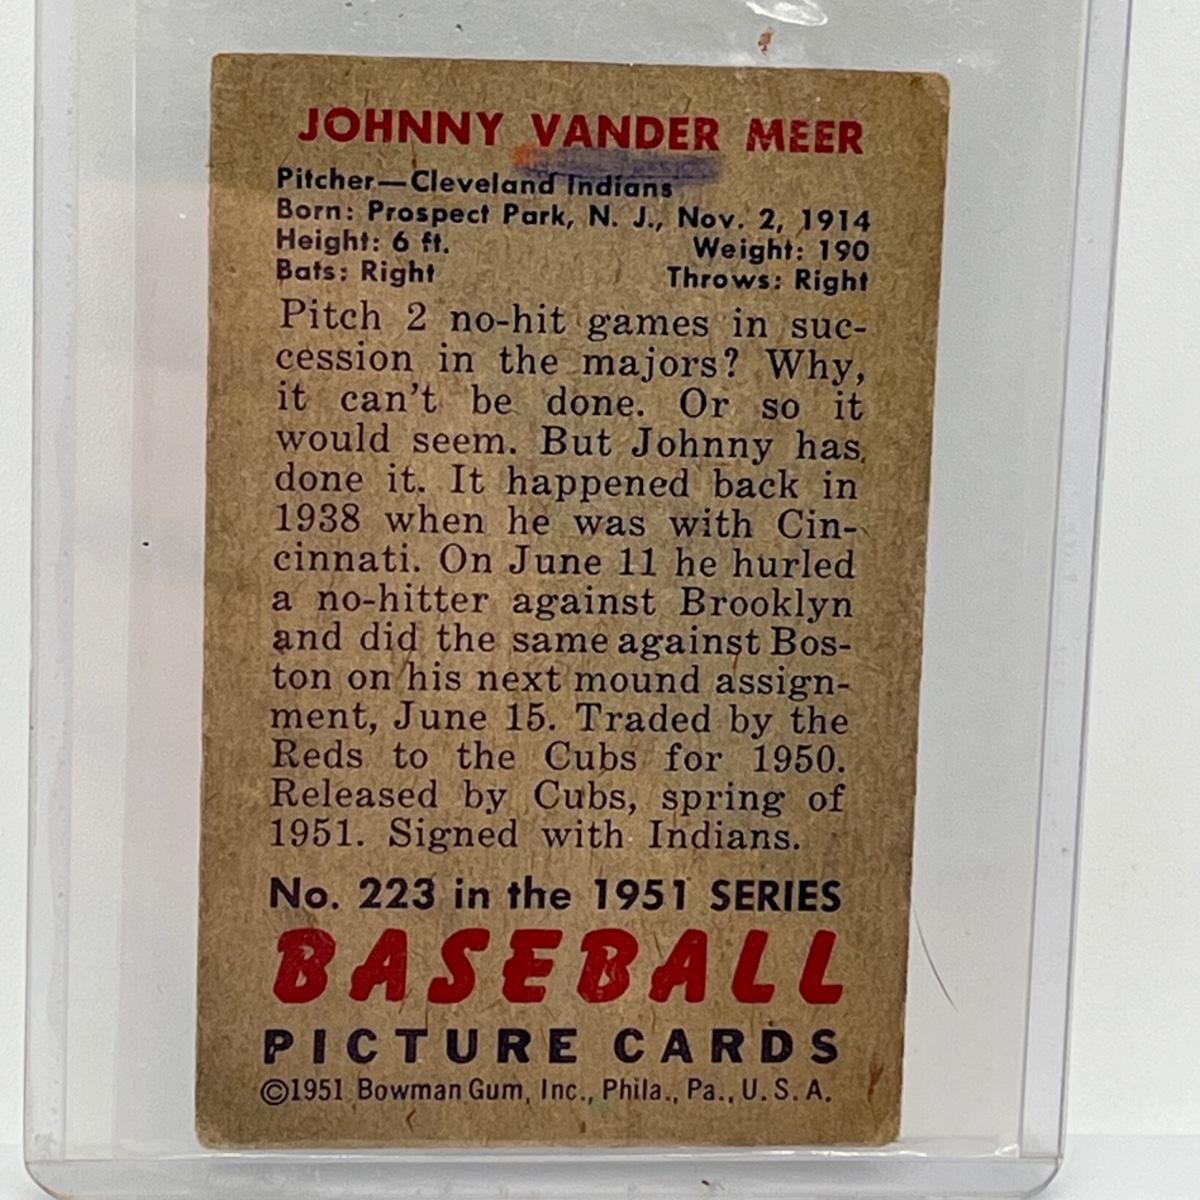 JOHNNY VANDER MEER
Pitcher—Cleveland Indians
Born: Prospect Park, N. J., Nov. 2, 1914
Height: 6 ft. Weight: 190
Bats: Right Throws: Right
Pitch 2 no-hit games in suc-
cession in the majors? Why,
it can't be done. Or so it
would seem. But Johnny has
done it. It happened back in
1938 when he was with Cin-
cinnati. On June 11 he hurled
a no-hitter against Brooklyn
and did the same against Bos-
ton on his next mound assign-
ment, June 15. Traded by the
Reds to the Cubs for 1950.
Released by Cubs, spring of
1951. Signed with Indians.
No. 223 in the 1951 SERIES
BASEBALL
PICTURE CARDS
©1951 Bowman Gum, Inc., Phila., Pa., U. S. A.